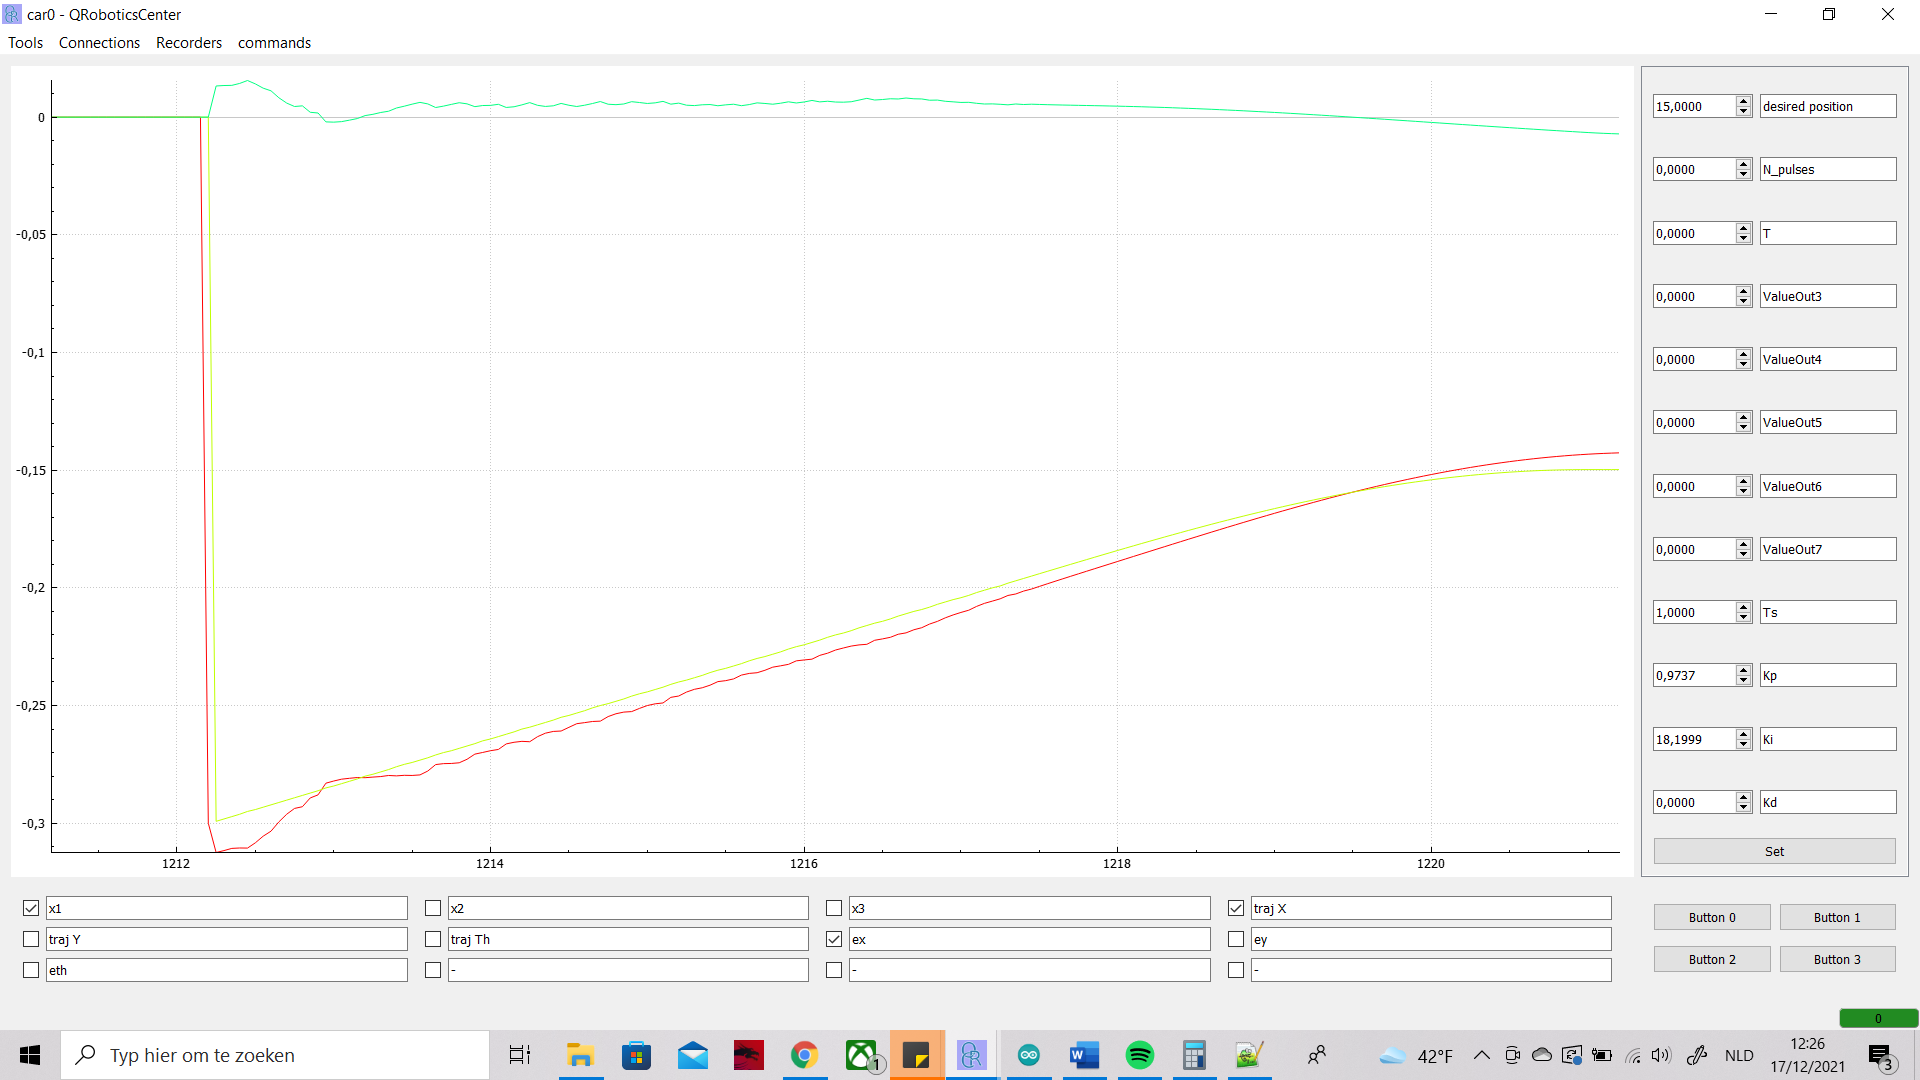 car0 - QRoboticsCenter
Tools Connections Recorders commands
0
-0,05
-0,1
-0,15
-0,2
-0,25
-0,3
1212 1214 1216 1218 1220
15,0000 desired position
0,0000 N_pulses
0,0000 T
0,0000 ValueOut3
0,0000 ValueOut4
0,0000 ValueOut5
0,0000 ValueOut6
0,0000 ValueOut7
1,0000 Ts
0,9737 Kp
18,1999 Ki
0,0000 Kd
Set
x1 x2 x3 traj X
traj Y traj Th ex ey
eth - - -
Button 0 Button 1
Button 2 Button 3
0
Typ hier om te zoeken
1
42°F
NLD
12:26
17/12/2021
3